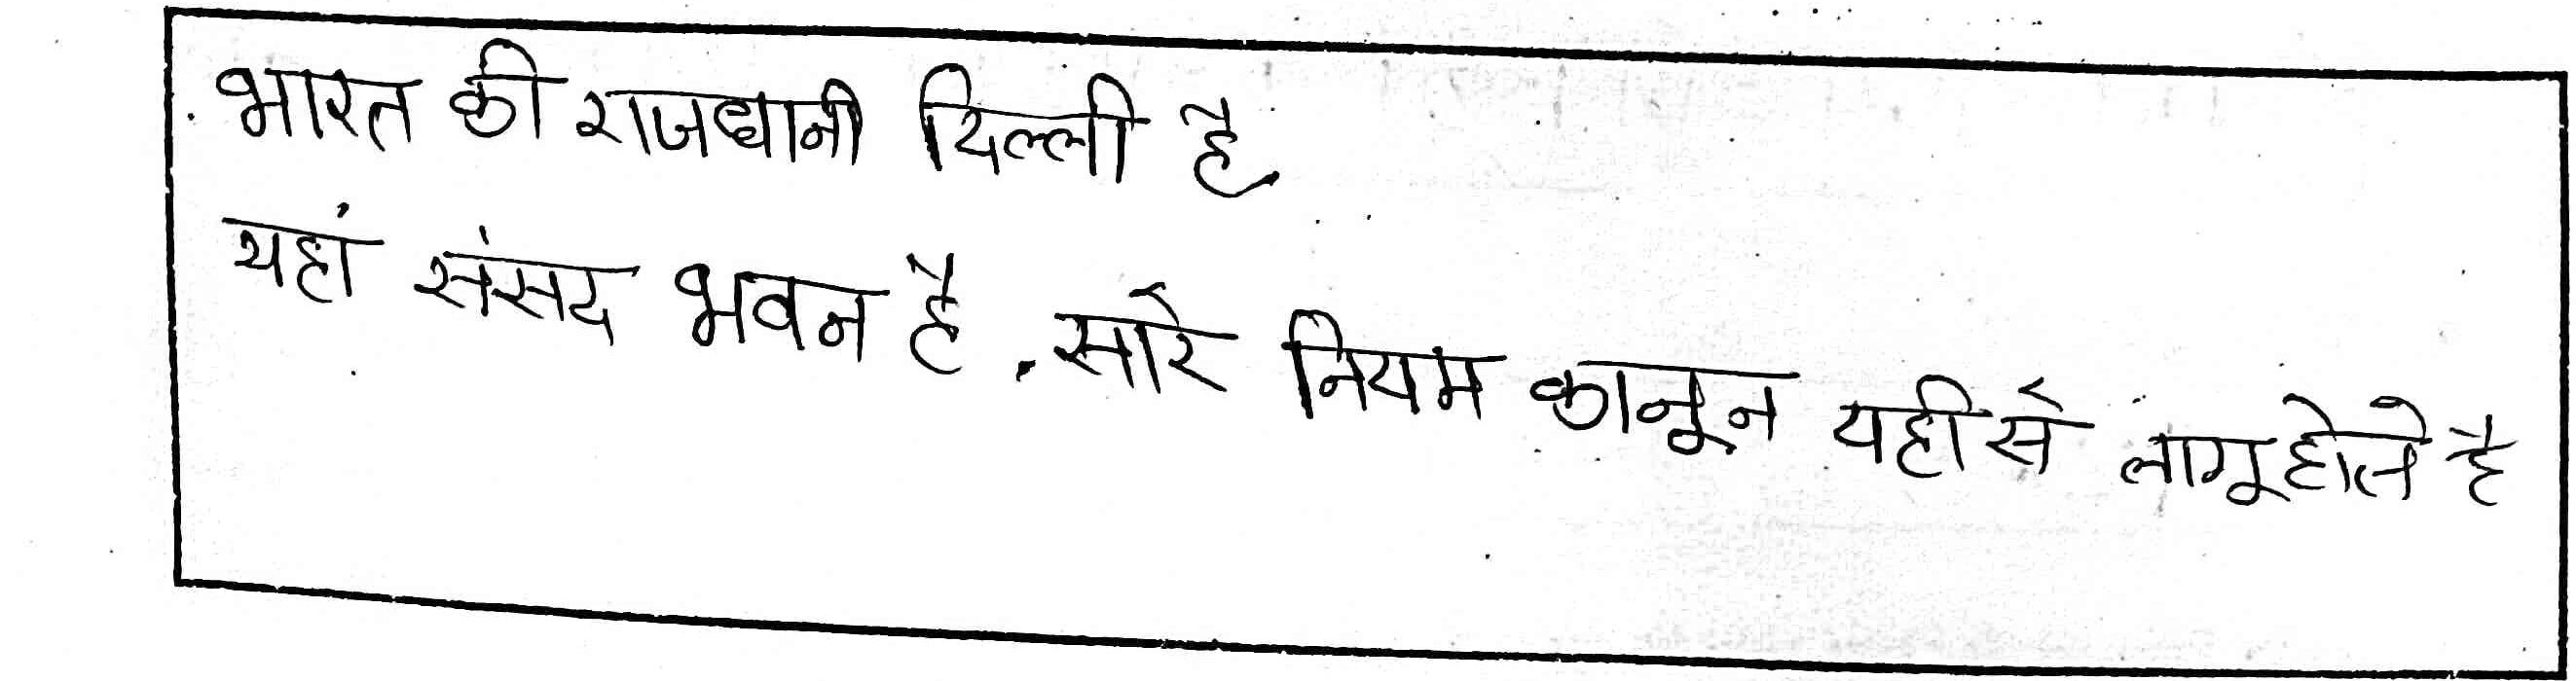 भारत की राजधानी दिल्ली है
यहां संसद भवन है . सारे नियम कानून यही से लागू होते है